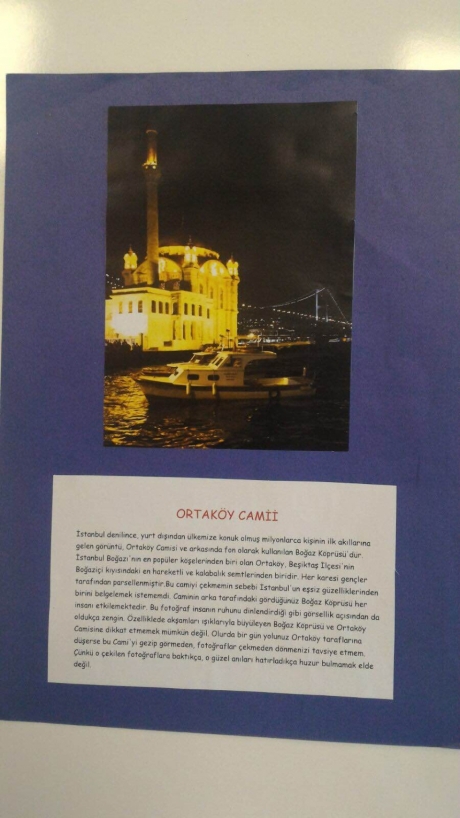 ORTAKÖY CAMİİ
İstanbul denilince, yurt dışından ülkemize konuk olmuş milyonlarca kişinin ilk akıllarına
gelen görüntü, Ortaköy Camisi ve arkasında fon olarak kullanılan Boğaz Köprüsü'dür.
İstanbul Boğazı'nın en popüler köşelerinden biri olan Ortaköy, Beşiktaş İlçesi'nin
Boğaziçi kıyısındaki en hareketli ve kalabalık semtlerinden biridir. Her karesi gençler
tarafından parsellenmiştir.Bu camiyi çekmemin sebebi İstanbul'un eşsiz güzelliklerinden
birini belgelemek istememdi. Caminin arka tarafındaki gördüğünüz Boğaz Köprüsü her
insanı etkilemektedir. Bu fotoğraf insanın ruhunu dinlendirdiği gibi görsellik açısından da
oldukça zengin. Özelliklede akşamları ışıklarıyla büyüleyen Boğaz Köprüsü ve Ortaköy
Camisine dikkat etmemek mümkün değil. Olurda bir gün yolunuz Ortaköy taraflarına
düşerse bu Cami'yi gezip görmeden, fotoğraflar çekmeden dönmenizi tavsiye etmem.
Çünkü o çekilen fotoğraflara baktıkça, o güzel anıları hatırladıkça huzur bulmamak elde
değil.